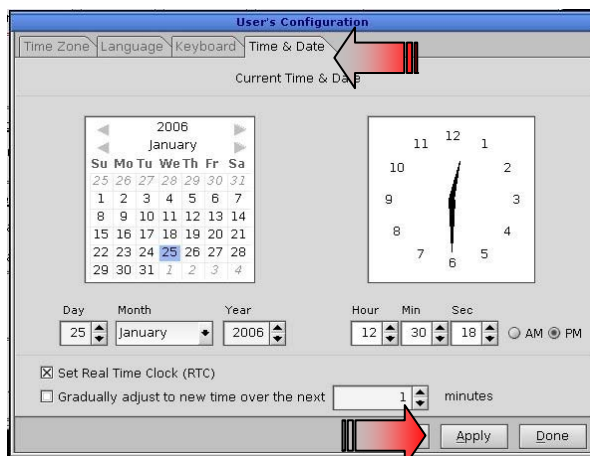 User's Configuration
Time Zone Language Keyboard Time & Date
Current Time & Date
2006
January
Su Mo Tu We Th Fr Sa
25 26 27 28 29 30 31
1 2 3 4 5 6 7
8 9 10 11 12 13 14
15 16 17 18 19 20 21
22 23 24 25 26 27 28
29 30 31 1 2 3 4
12
11 1
10 2
9 3
8 4
7 5
6
Day Month Year
25 January 2006
Hour Min Sec
12 30 18 AM PM
Set Real Time Clock (RTC)
Gradually adjust to new time over the next 1 minutes
Apply Done